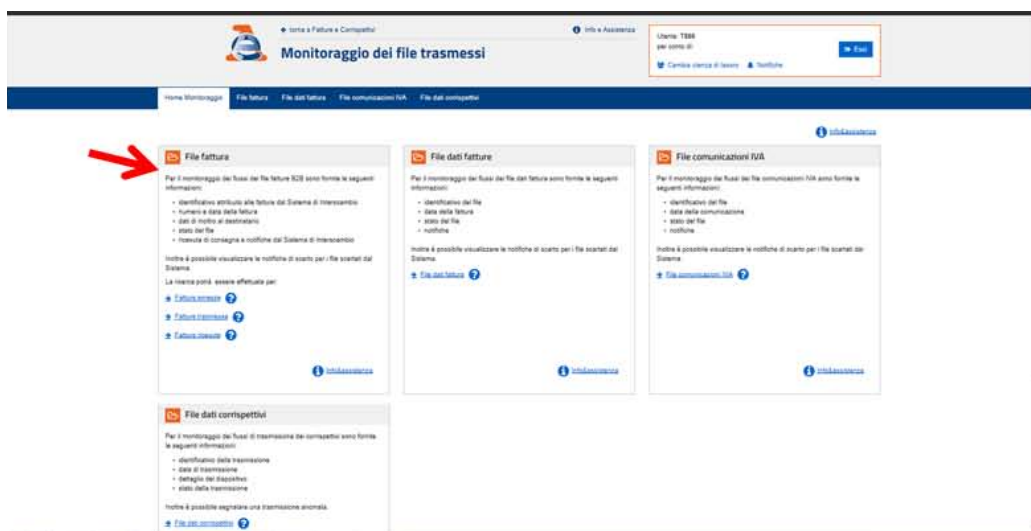 torna a Fatture e Corrispettivi
Info e Assistenza
Monitoraggio dei file trasmessi
Utente:
per conto di:
Esci
Cambia utenza di lavoro Notifiche
Home Monitoraggio File fattura File dati fattura File comunicazioni IVA File dati corrispettivi
Info&assistenza
File fattura
Per il monitoraggio dei flussi dei file fatture B2B sono fornite le seguenti
informazioni:
identificativo attribuito alla fattura dal Sistema di Interscambio
numero e data della fattura
dati di inoltro al destinatario
stato del file
ricevuta di consegna e notifiche dal Sistema di Interscambio
Inoltre è possibile visualizzare le notifiche di scarto per i file scartati dal
Sistema.
La ricerca potrà essere effettuata per:
Fatture emesse
Fatture trasmesse
Fatture ricevute
Info&assistenza
File dati fatture
Per il monitoraggio dei flussi dei file dati fattura sono fornite le seguenti
informazioni:
identificativo del file
data della fattura
stato del file
notifiche
Inoltre è possibile visualizzare le notifiche di scarto per i file scartati dal
Sistema.
File dati fatture
Info&assistenza
File comunicazioni IVA
Per il monitoraggio dei flussi dei file comunicazioni IVA sono fornite le
seguenti informazioni:
identificativo del file
data della comunicazione
stato del file
notifiche
Inoltre è possibile visualizzare le notifiche di scarto per i file scartati dal
Sistema.
File comunicazioni IVA
Info&assistenza
File dati corrispettivi
Per il monitoraggio dei flussi di trasmissione dei corrispettivi sono fornite
le seguenti informazioni:
identificativo della trasmissione
data di trasmissione
dettaglio del dispositivo
stato della trasmissione
Inoltre è possibile segnalare una trasmissione anomala.
File dati corrispettivi